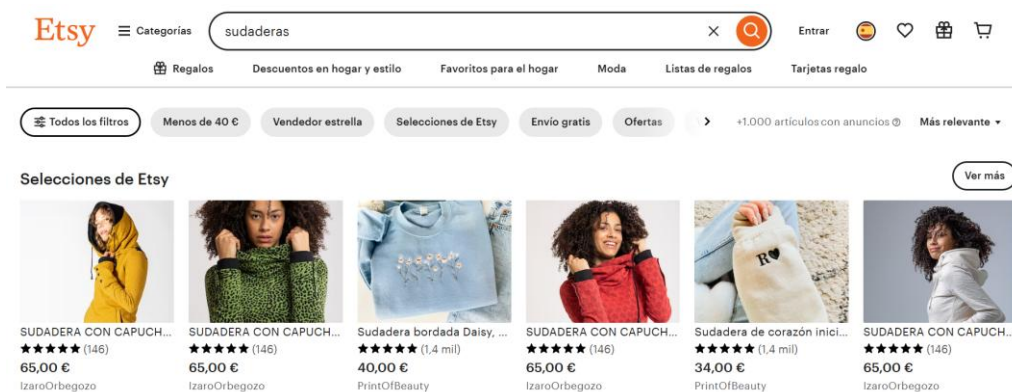 Etsy
Categorías
sudaderas
Entrar
Regalos
Descuentos en hogar y estilo
Favoritos para el hogar
Moda
Listas de regalos
Tarjetas regalo
Todos los filtros
Menos de 40 €
Vendedor estrella
Selecciones de Etsy
Envío gratis
Ofertas
+1.000 artículos con anuncios
Más relevante
Selecciones de Etsy
Ver más
R
SUDADERA CON CAPUCH...
(146)
65,00 €
IzaroOrbegozo
SUDADERA CON CAPUCH...
(146)
65,00 €
IzaroOrbegozo
Sudadera bordada Daisy, ...
(1,4 mil)
40,00 €
PrintOfBeauty
SUDADERA CON CAPUCH...
(146)
65,00 €
IzaroOrbegozo
Sudadera de corazón inici...
(1,4 mil)
34,00 €
PrintOfBeauty
SUDADERA CON CAPUCH...
(146)
65,00 €
IzaroOrbegozo